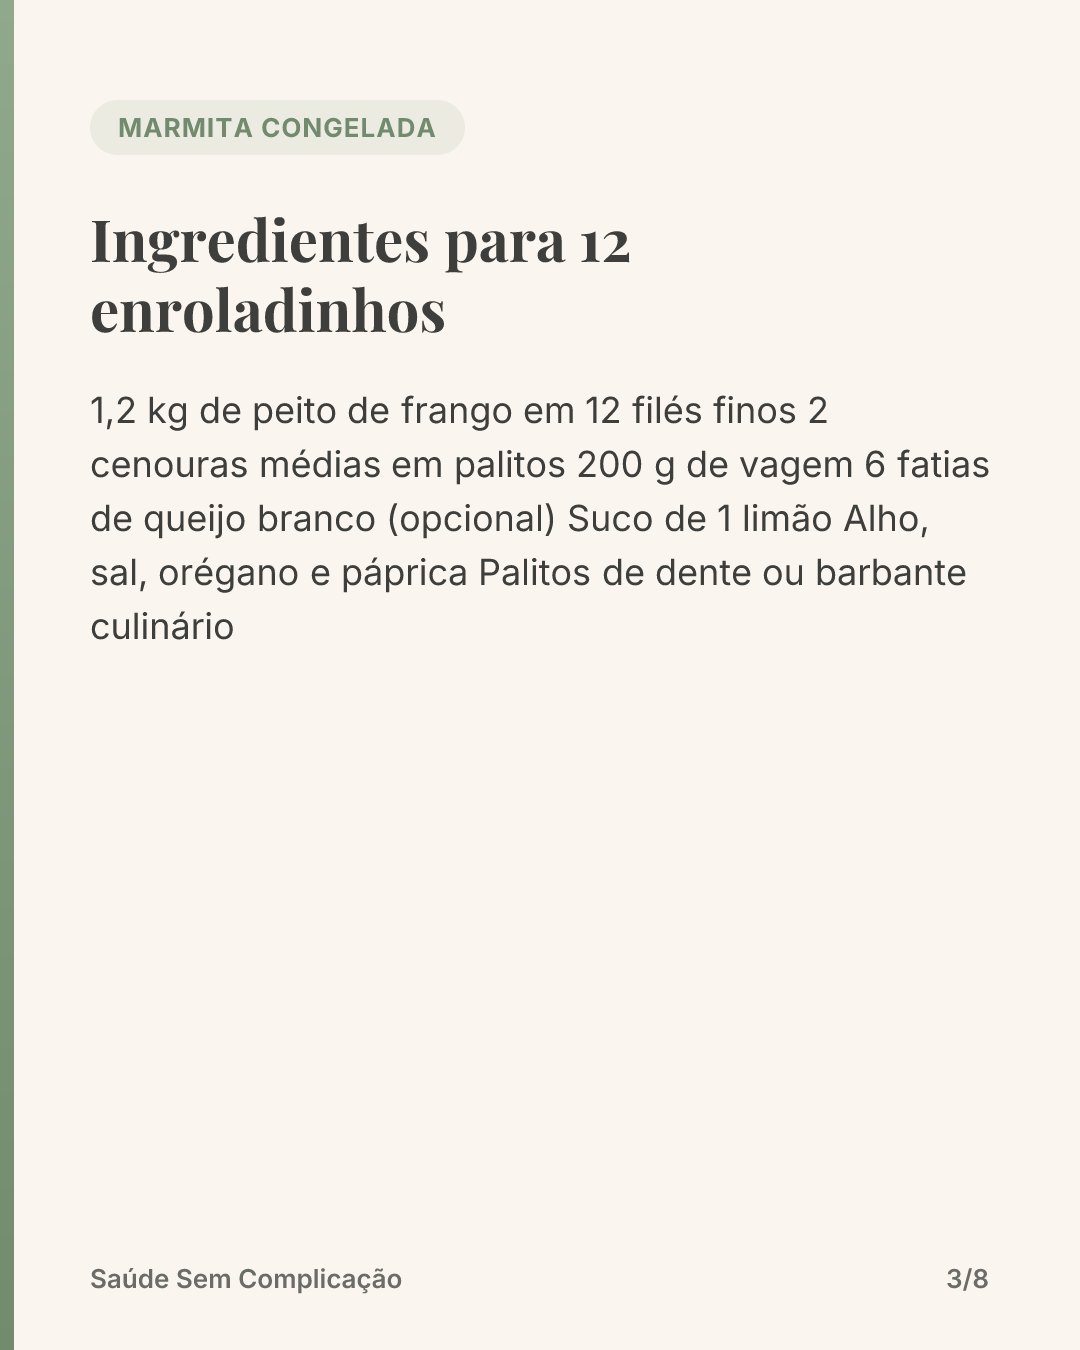 MARMITA CONGELADA
Ingredientes para 12
enroladinhos
1,2 kg de peito de frango em 12 filés finos 2
cenouras médias em palitos 200 g de vagem 6 fatias
de queijo branco (opcional) Suco de 1 limão Alho,
sal, orégano e páprica Palitos de dente ou barbante
culinário
Saúde Sem Complicação
3/8